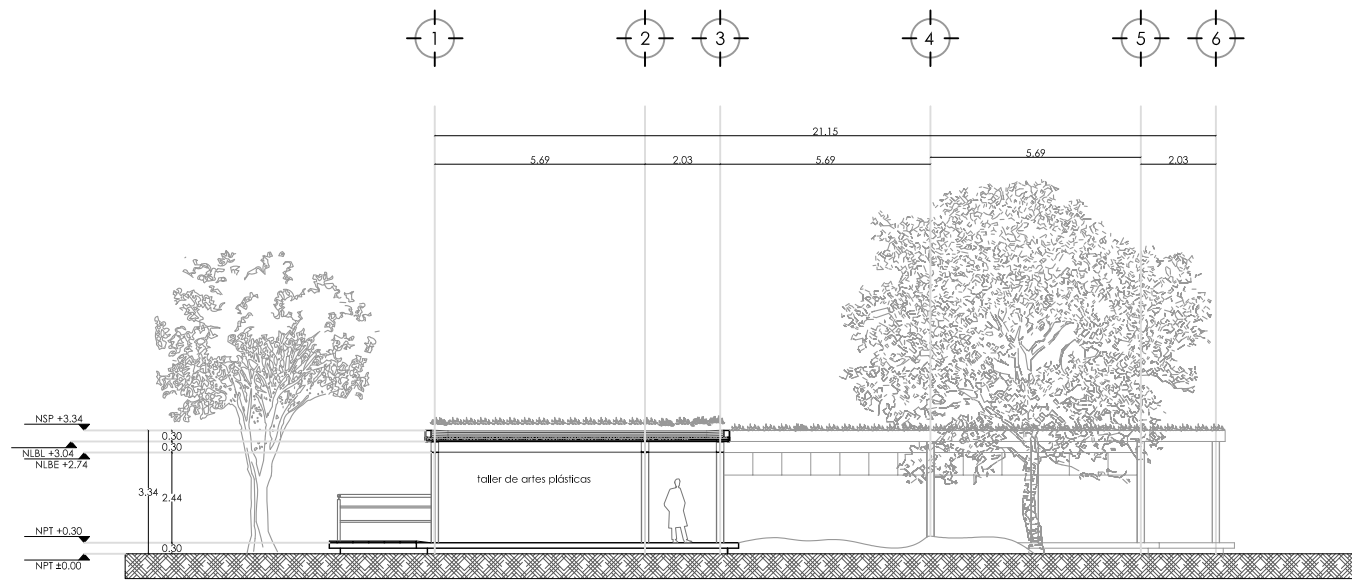 1 2 3 4 5 6
21.15
5.69 2.03 5.69 5.69 2.03
NSP +3.34
0.30
0.30
NLBL +3.04
NLBE +2.74
taller de artes plásticas
3.34
2.44
NPT +0.30
0.30
NPT ±0.00